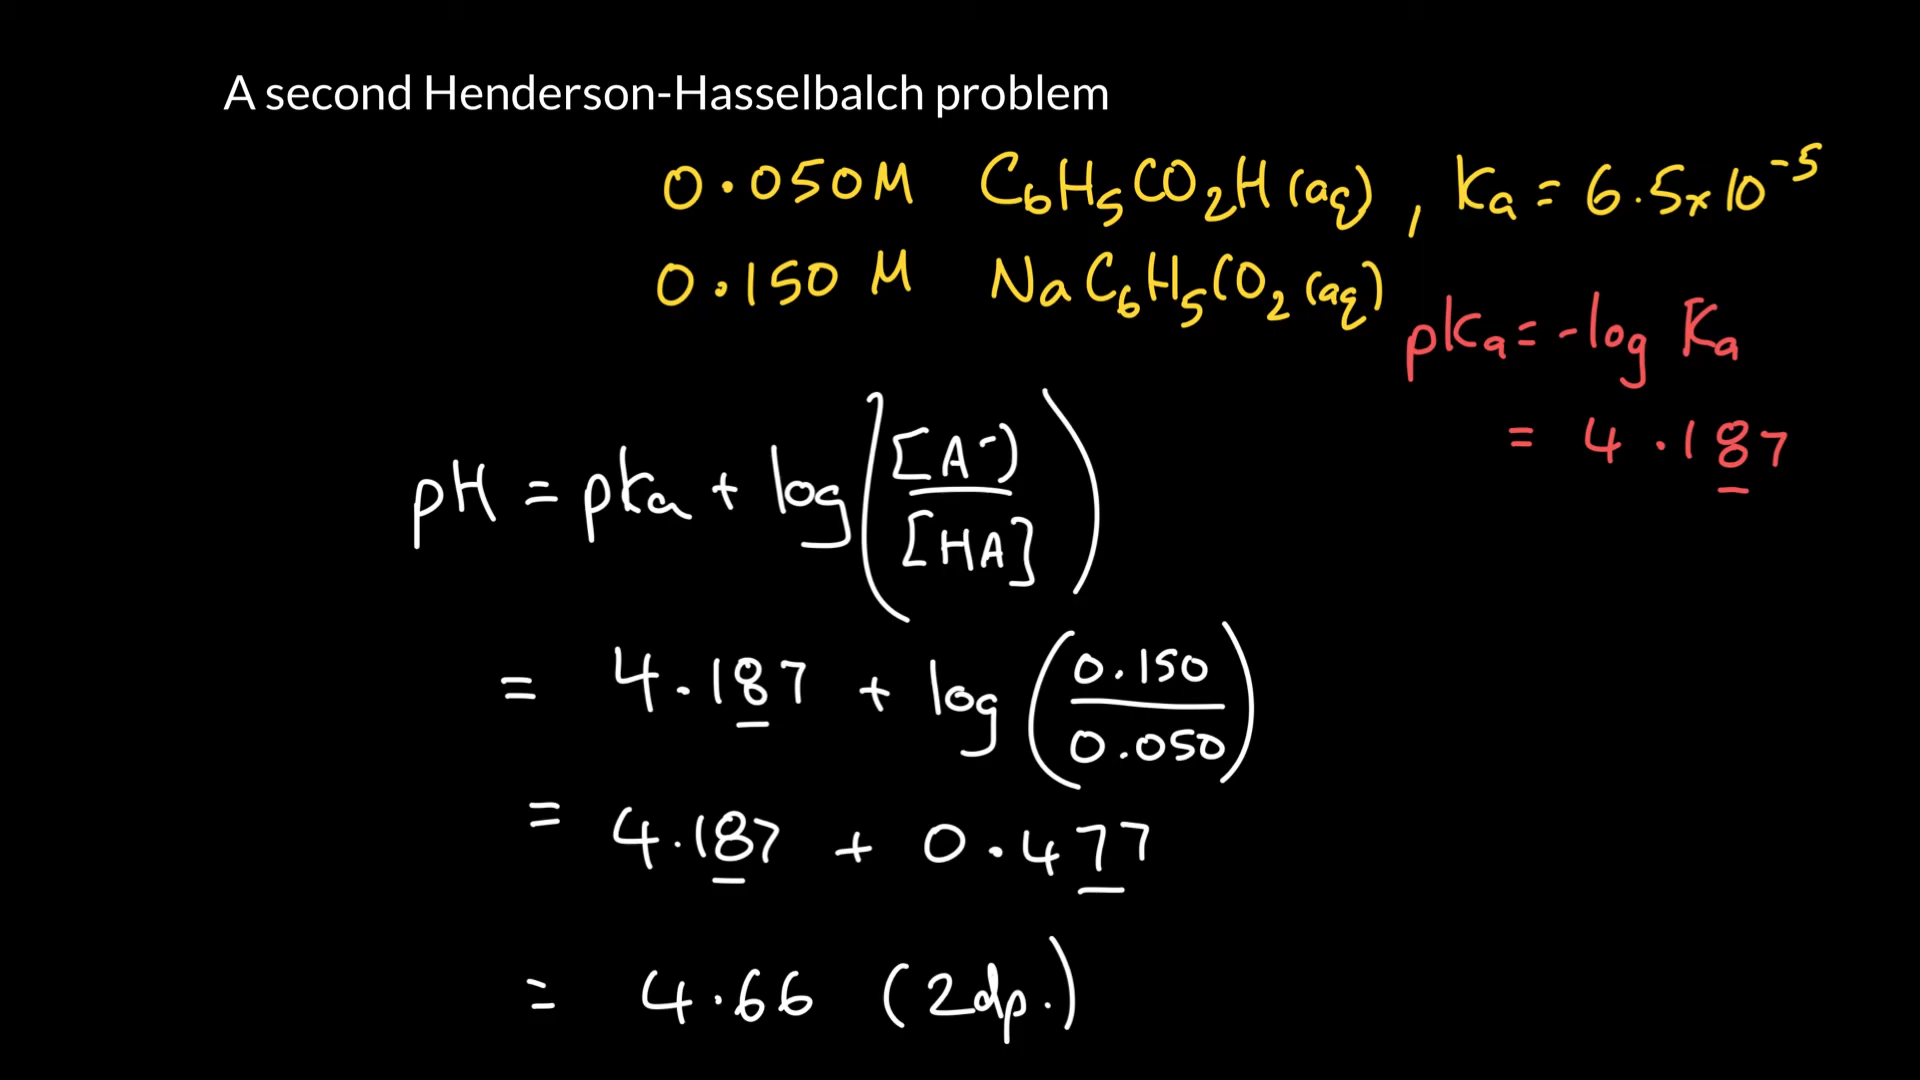 A second Henderson-Hasselbalch problem
0.050M C₆H₅CO₂H (aq), Ka = 6.5x10⁻⁵
0.150 M NaC₆H₅CO₂ (aq)
pKa = -log Ka
= 4.187
pH = pKa + log([A⁻)/[HA])
= 4.187 + log(0.150/0.050)
= 4.187 + 0.477
= 4.66 (2dp.)